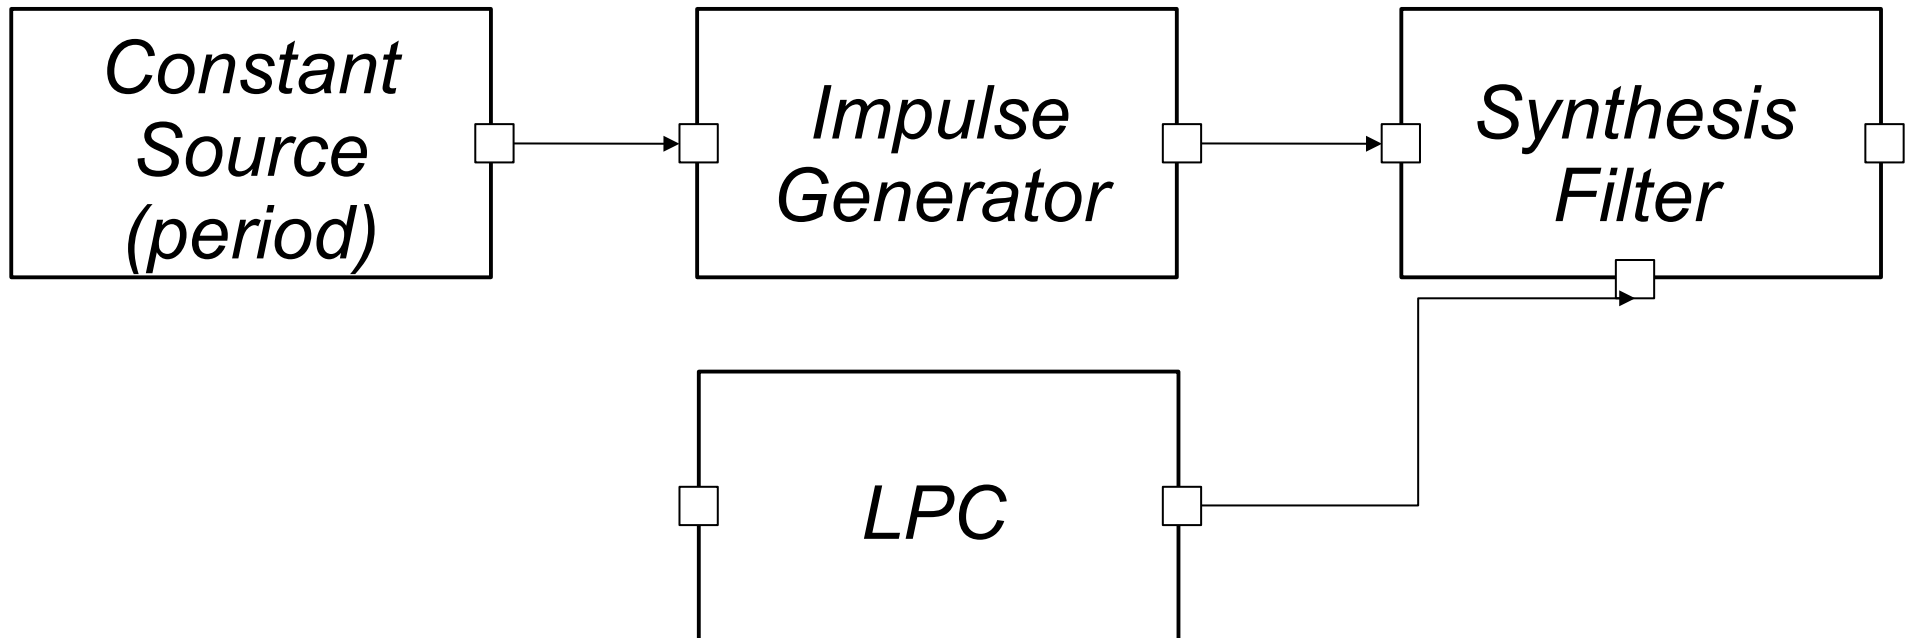 Constant
Source
(period)
Impulse
Generator
Synthesis
Filter
LPC